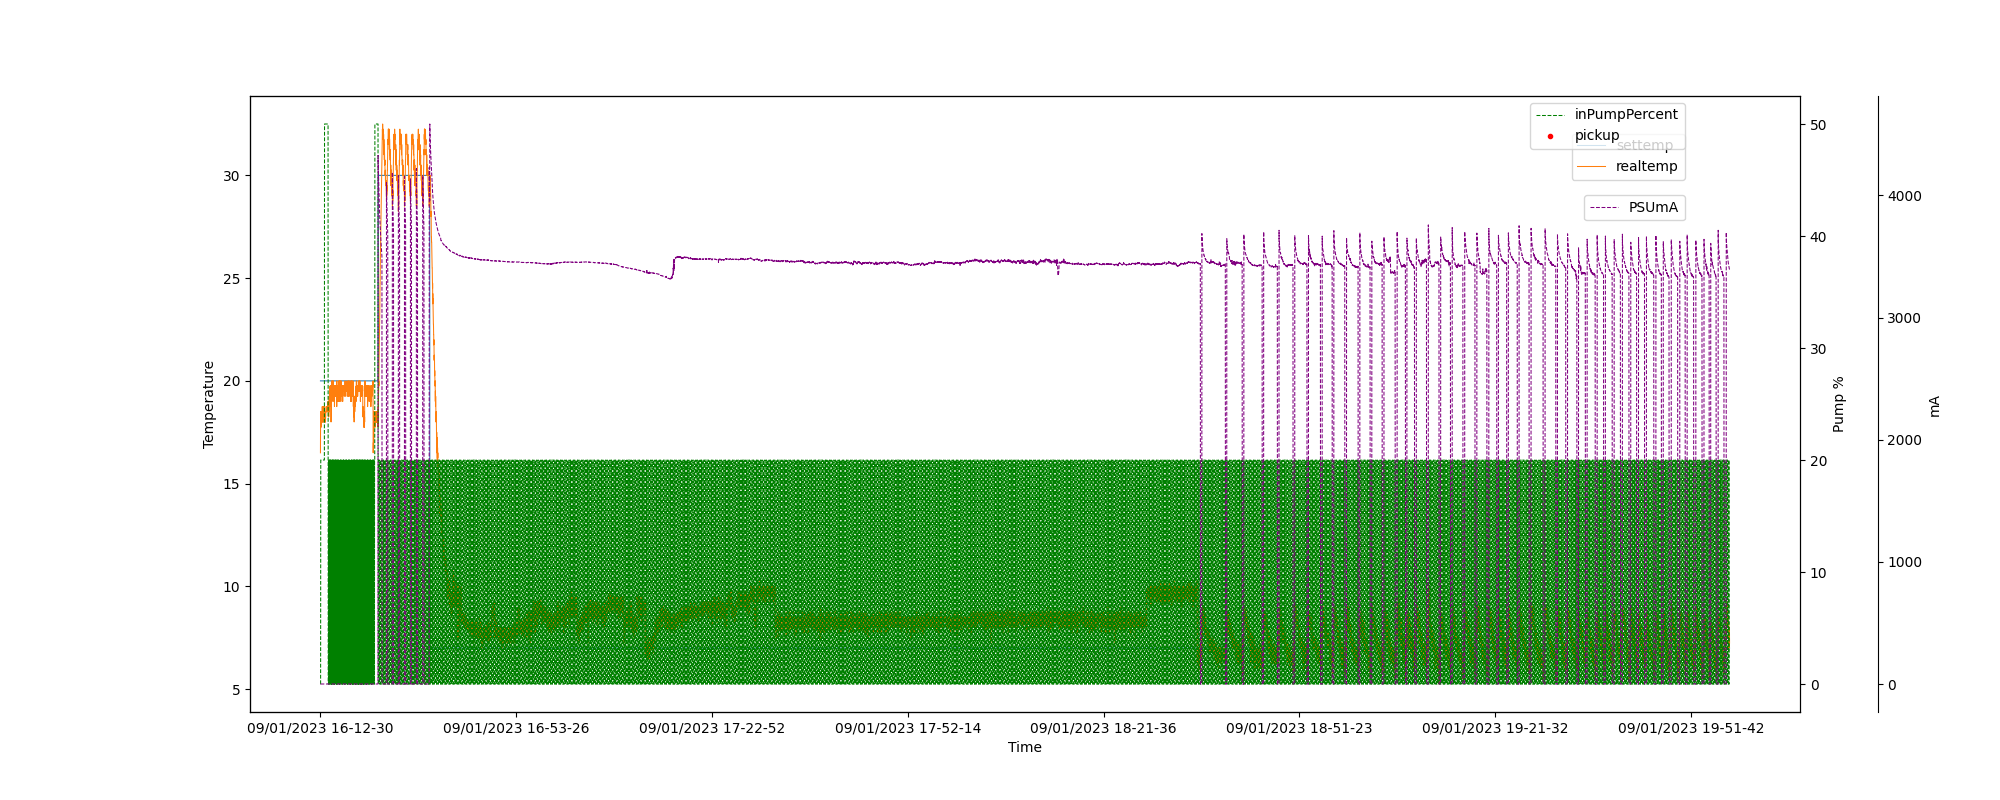 inPumpPercent
pickup
settemp
realtemp
PSUmA
30
25
20
15
10
5
Temperature
50
40
30
20
10
0
Pump %
4000
3000
2000
1000
0
mA
09/01/2023 16-12-30
09/01/2023 16-53-26
09/01/2023 17-22-52
09/01/2023 17-52-14
09/01/2023 18-21-36
09/01/2023 18-51-23
09/01/2023 19-21-32
09/01/2023 19-51-42
Time